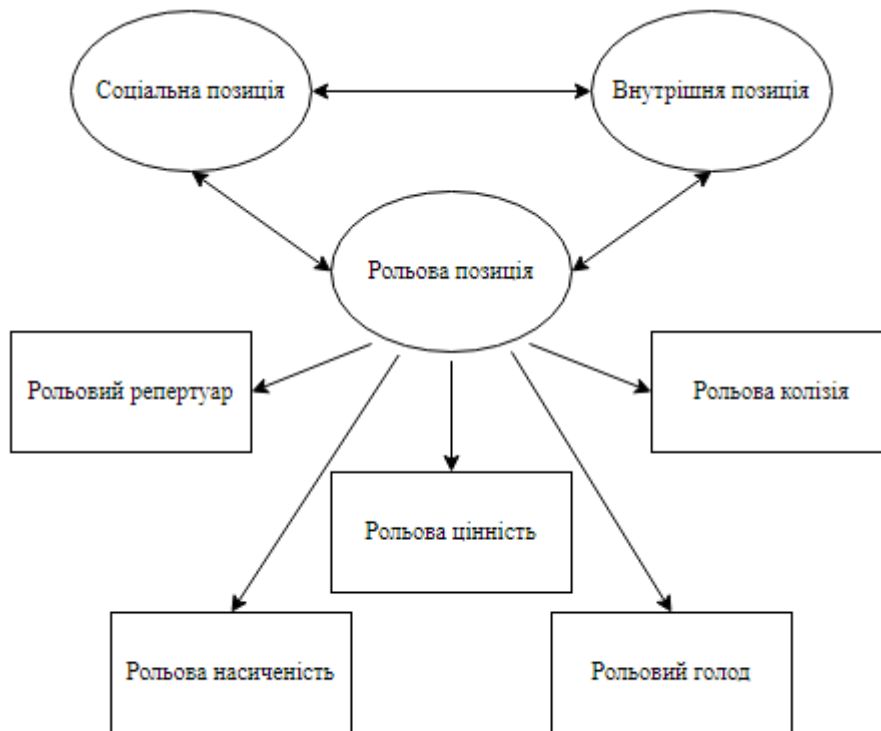 Соціальна позиція
Внутрішня позиція
Рольова позиція
Рольовий репертуар
Рольова колізія
Рольова цінність
Рольова насиченість
Рольовий голод